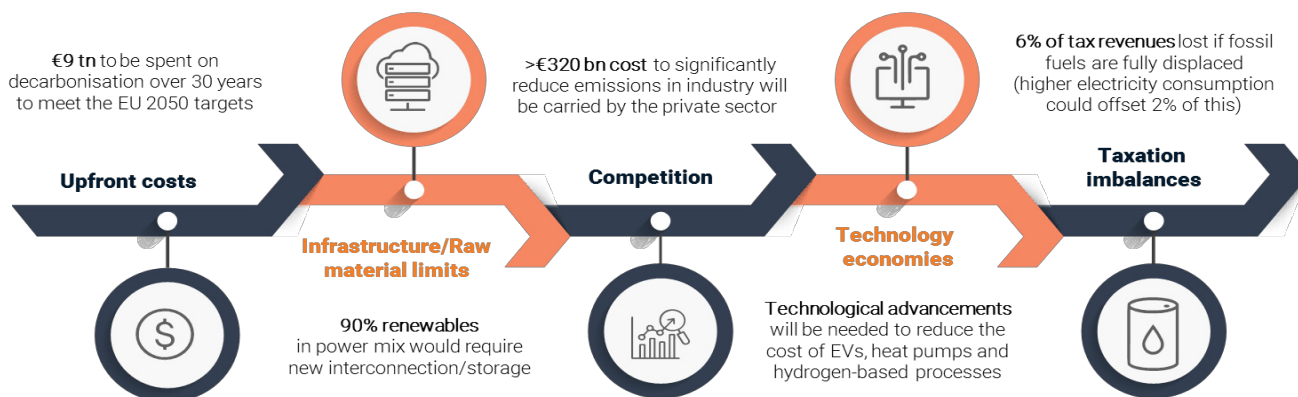 €9 tn to be spent on
decarbonisation over 30 years
to meet the EU 2050 targets
Upfront costs
$
Infrastructure/Raw
material limits
90% renewables
in power mix would require
new interconnection/storage
>€320 bn cost to significantly
reduce emissions in industry will
be carried by the private sector
Competition
Technology
economies
Technological advancements
will be needed to reduce the
cost of EVs, heat pumps and
hydrogen-based processes
6% of tax revenues lost if fossil
fuels are fully displaced
(higher electricity consumption
could offset 2% of this)
Taxation
imbalances